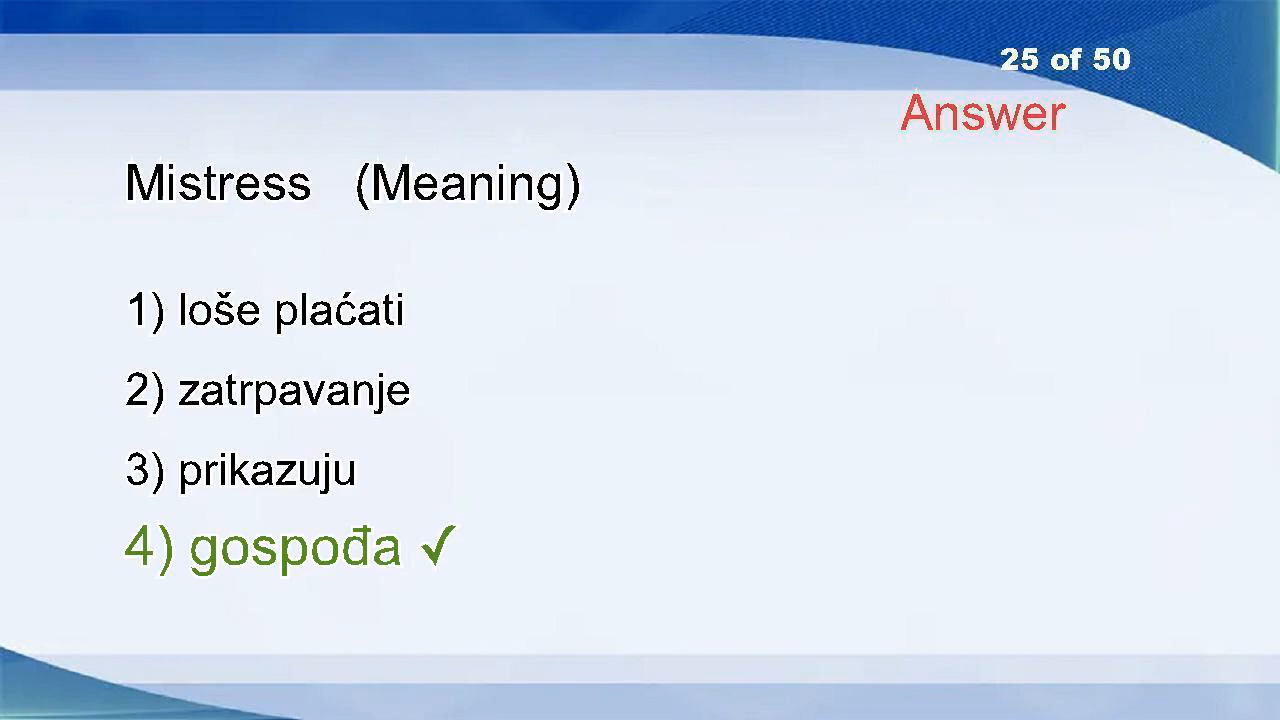 25 of 50
Answer
Mistress (Meaning)
1) loše plaćati
2) zatrpavanje
3) prikazuju
4) gospođa ✓